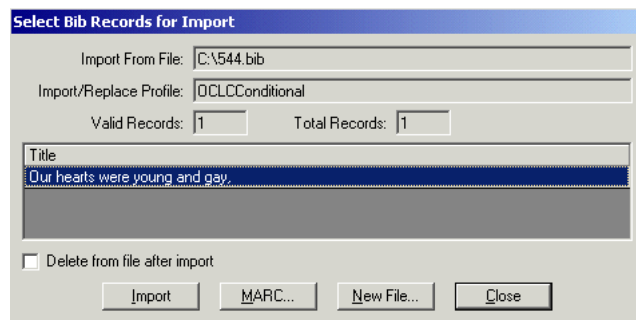 Select Bib Records for Import
Import From File: C:\544.bib
Import/Replace Profile: OCLCConditional
Valid Records: 1 Total Records: 1
Title
Our hearts were young and gay,
Delete from file after import
Import MARC... New File... Close